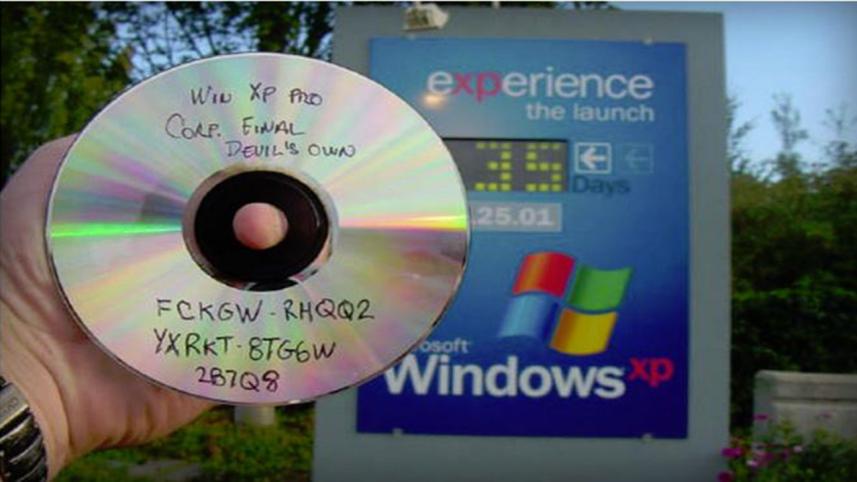 WIN XP PRO
CORP. FINAL
DEVIL'S OWN
FCKGW-RHQQ2
YXRKT-8TG6W
2B7Q8
experience
the launch
35
Days
.25.01
osoft
Windows xp